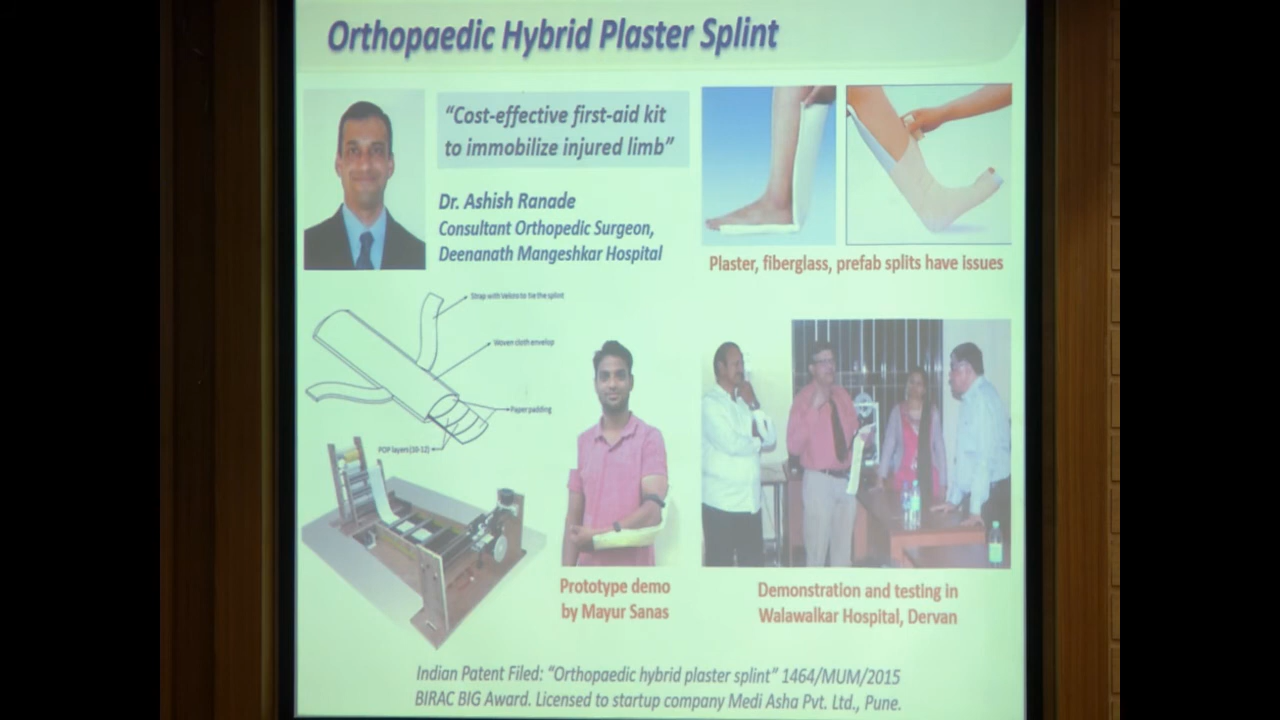 Orthopaedic Hybrid Plaster Splint
"Cost-effective first-aid kit
to immobilize injured limb"
Dr. Ashish Ranade
Consultant Orthopedic Surgeon,
Deenanath Mangeshkar Hospital
Plaster, fiberglass, prefab splits have issues
Strap with Velcro to tie the splint
Woven cloth envelop
Paper padding
POP layers (10-12)
Prototype demo
by Mayur Sanas
Demonstration and testing in
Walawalkar Hospital, Dervan
Indian Patent Filed: "Orthopaedic hybrid plaster splint" 1464/MUM/2015
BIRAC BIG Award. Licensed to startup company Medi Asha Pvt. Ltd., Pune.